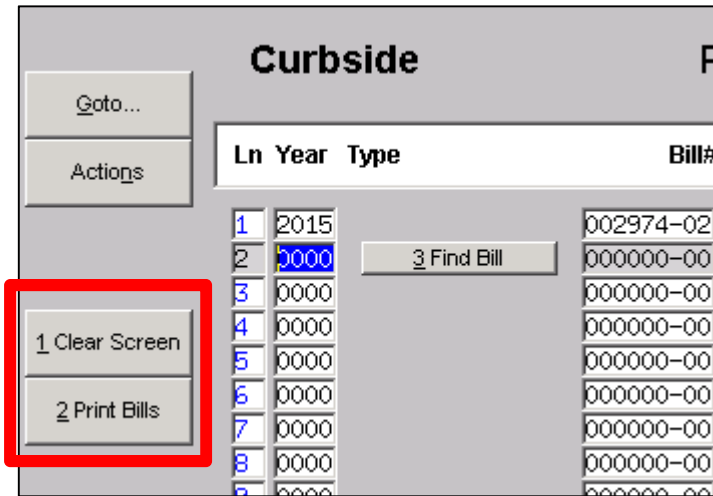 Curbside
Goto...
Actions
Ln Year Type Bill#
1 2015 002974-02
2 0000 3 Find Bill 000000-00
3 0000 000000-00
4 0000 000000-00
5 0000 000000-00
6 0000 000000-00
7 0000 000000-00
8 0000 000000-00
1 Clear Screen
2 Print Bills